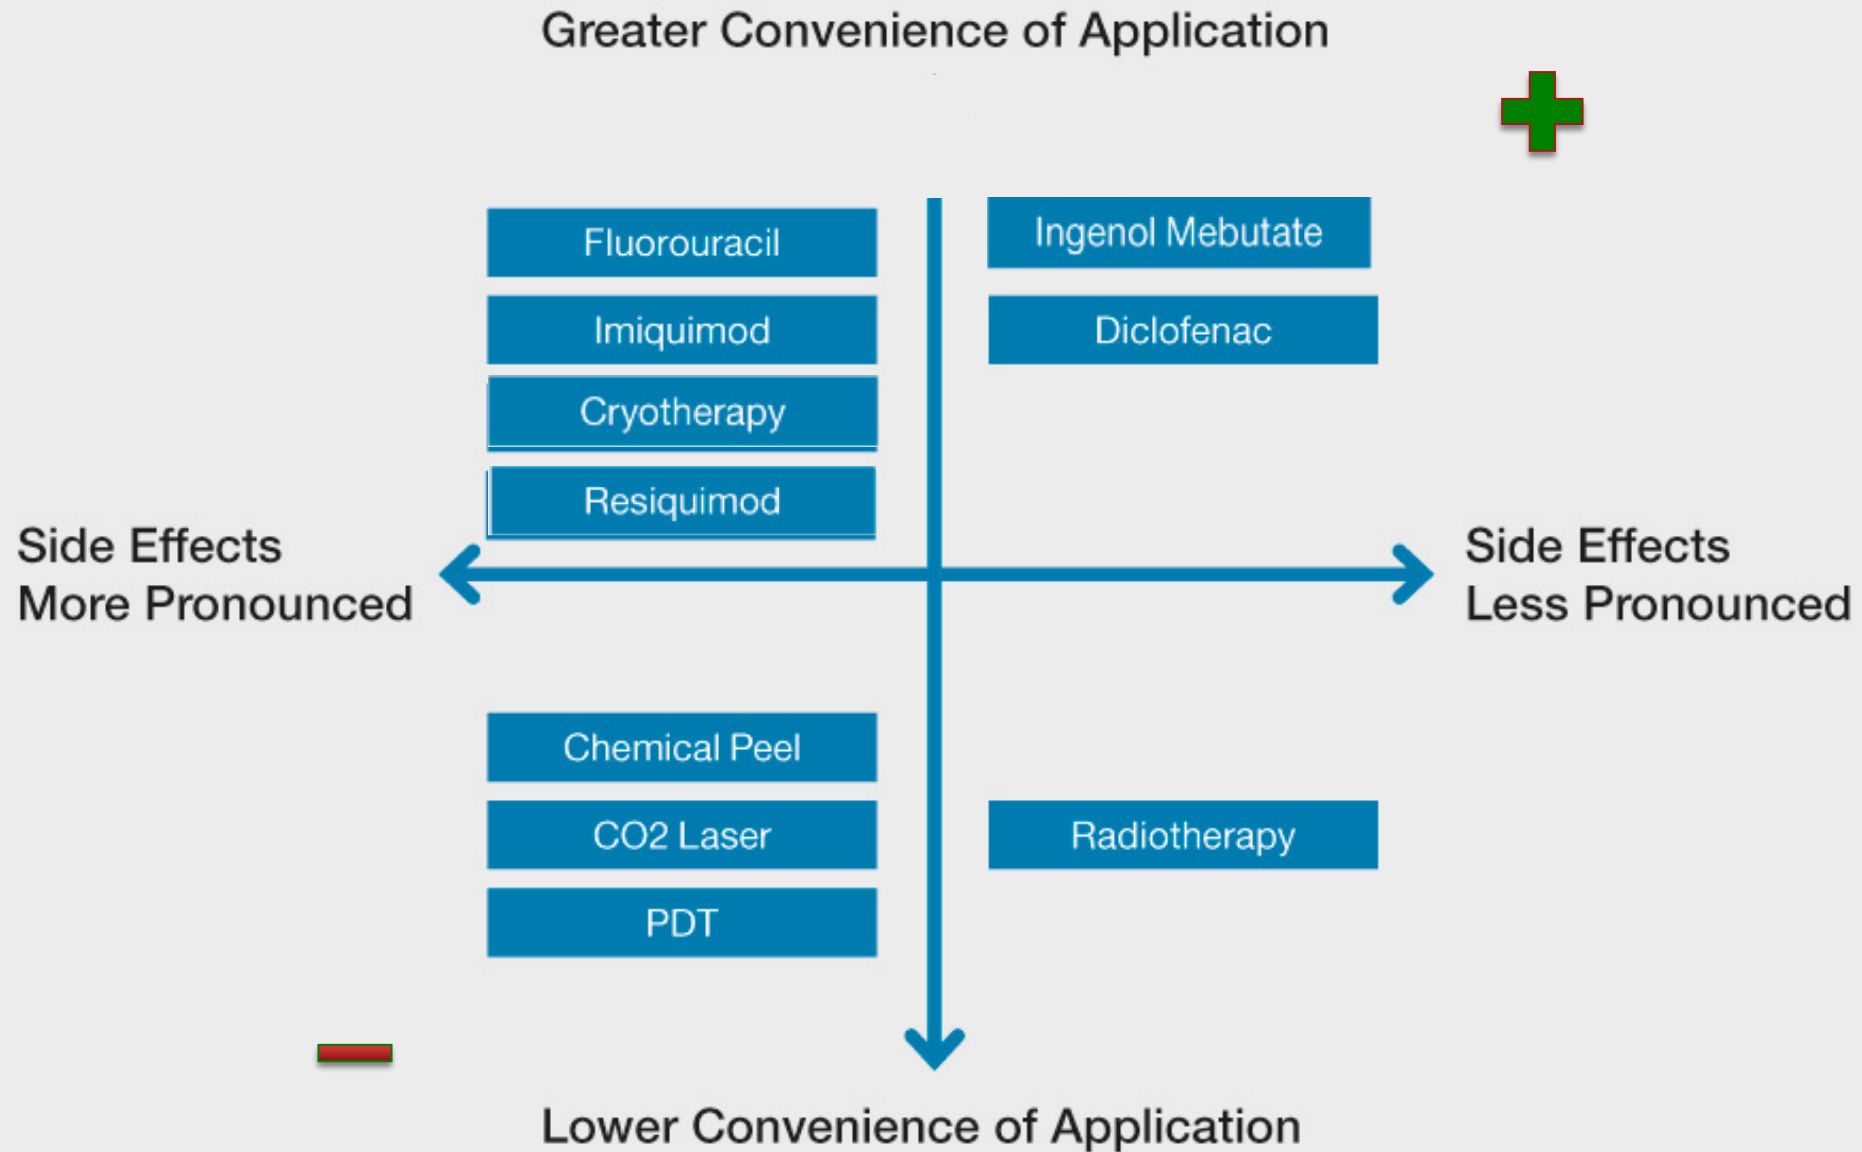 Greater Convenience of Application
Fluorouracil
Ingenol Mebutate
Imiquimod
Diclofenac
Cryotherapy
Resiquimod
Side Effects
More Pronounced
Side Effects
Less Pronounced
Chemical Peel
CO2 Laser
Radiotherapy
PDT
Lower Convenience of Application